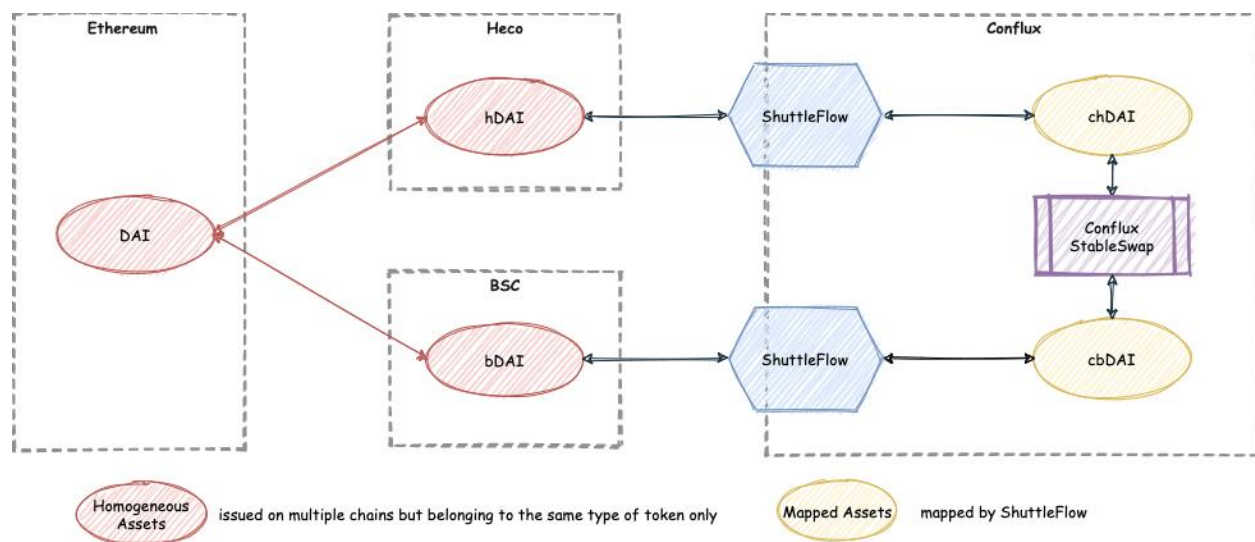 Ethereum
Heco
Conflux
hDAI
ShuttleFlow
chDAI
DAI
Conflux
StableSwap
BSC
bDAI
ShuttleFlow
cbDAI
Homogeneous
Assets
issued on multiple chains but belonging to the same type of token only
Mapped Assets
mapped by ShuttleFlow